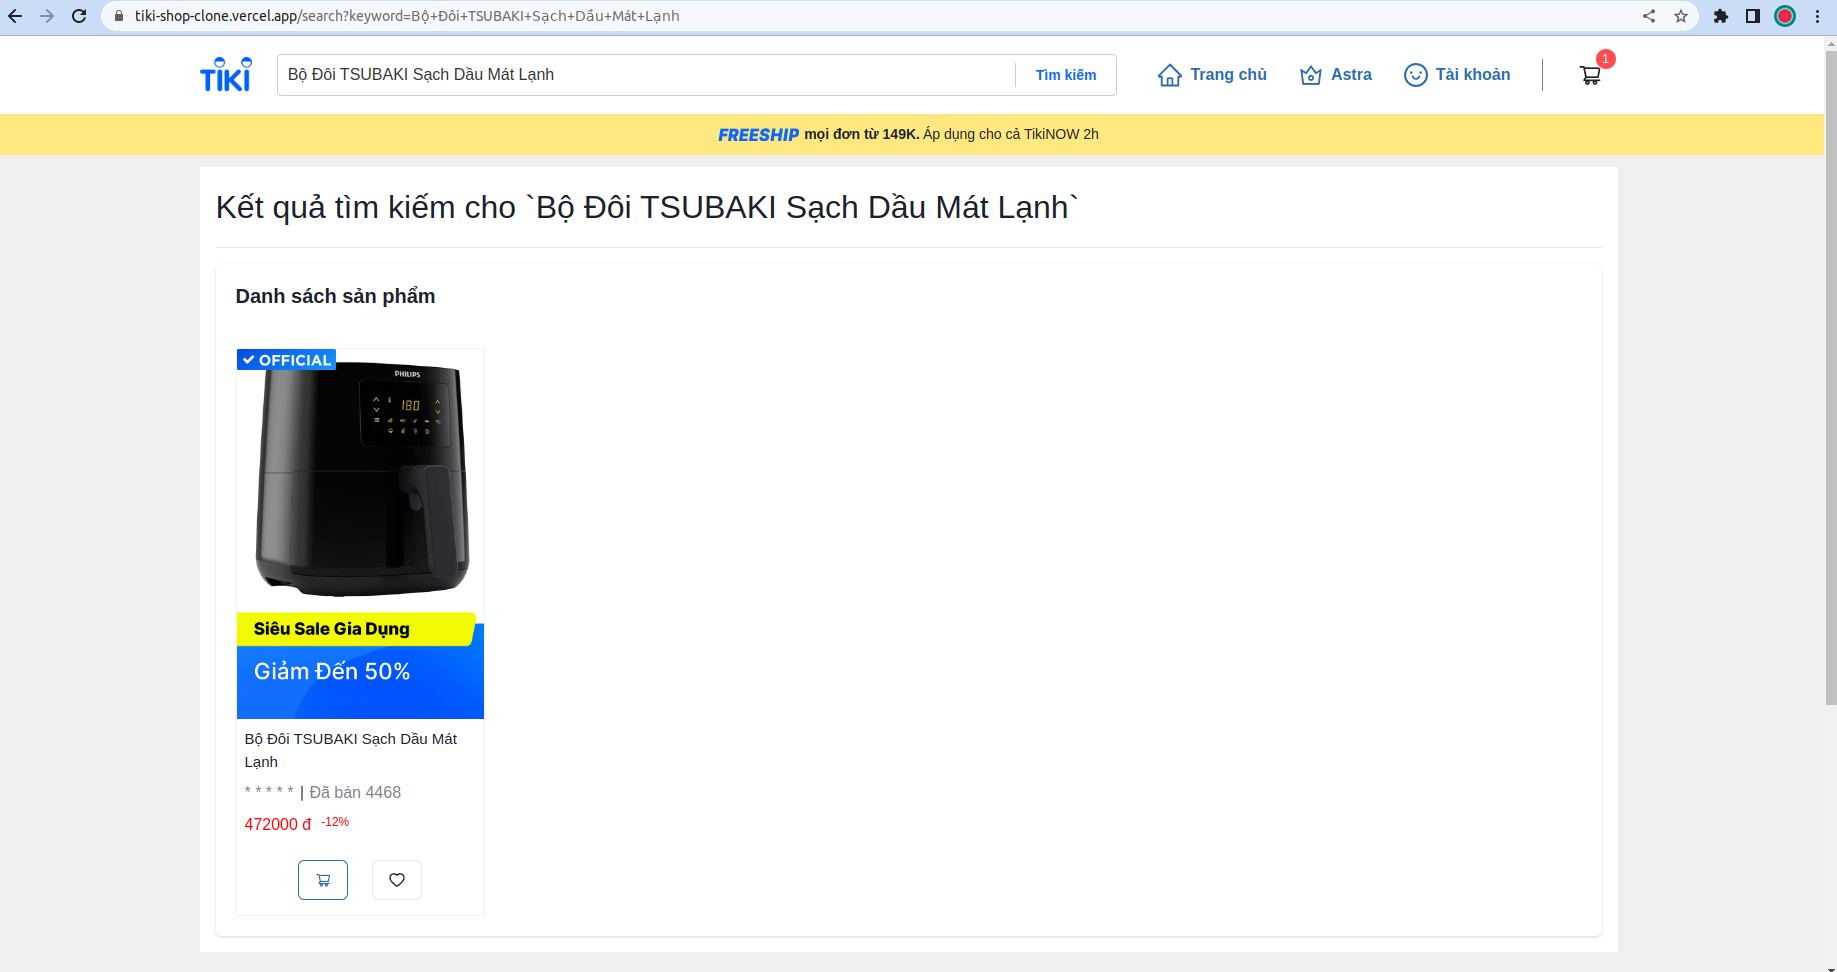 tiki-shop-clone.vercel.app/search?keyword=Bộ+Đôi+TSUBAKI+Sạch+Dầu+Mát+Lạnh
TIKI
Bộ Đôi TSUBAKI Sạch Dầu Mát Lạnh
Tìm kiếm
Trang chủ
Astra
Tài khoản
1
FREESHIP mọi đơn từ 149K. Áp dụng cho cả TikiNOW 2h
Kết quả tìm kiếm cho `Bộ Đôi TSUBAKI Sạch Dầu Mát Lạnh`
Danh sách sản phẩm
OFFICIAL
PHILIPS
180
Siêu Sale Gia Dụng
Giảm Đến 50%
Bộ Đôi TSUBAKI Sạch Dầu Mát
Lạnh
* * * * * | Đã bán 4468
472000 đ -12%